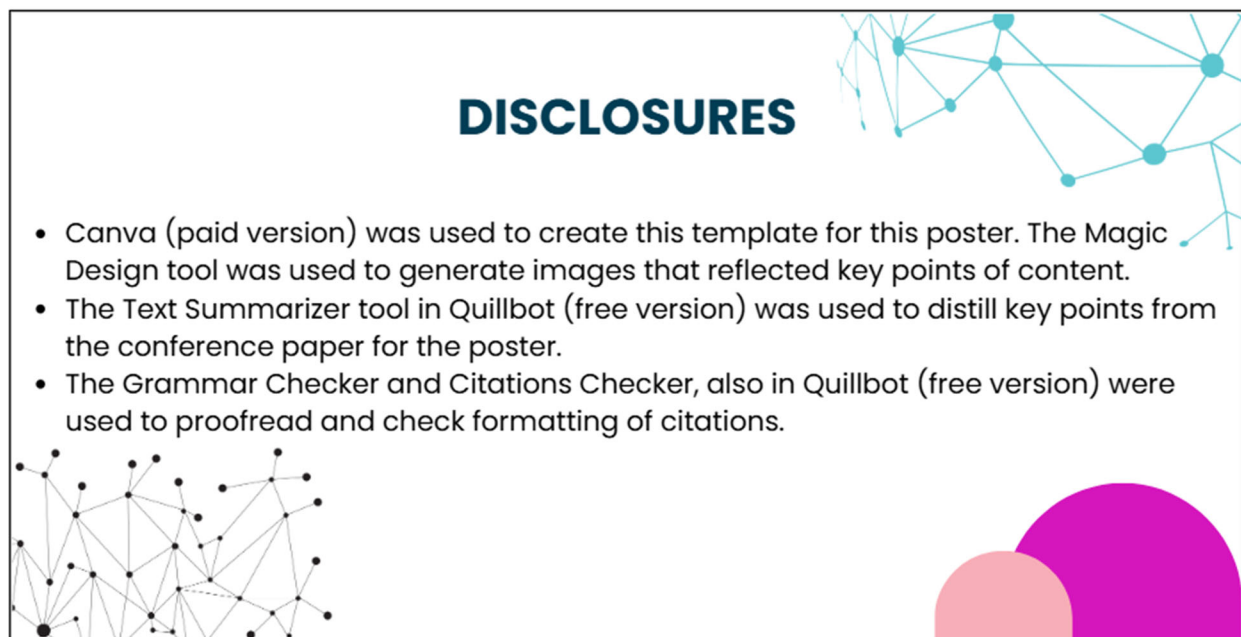 DISCLOSURES
• Canva (paid version) was used to create this template for this poster. The Magic
Design tool was used to generate images that reflected key points of content.
• The Text Summarizer tool in Quillbot (free version) was used to distill key points from
the conference paper for the poster.
• The Grammar Checker and Citations Checker, also in Quillbot (free version) were
used to proofread and check formatting of citations.